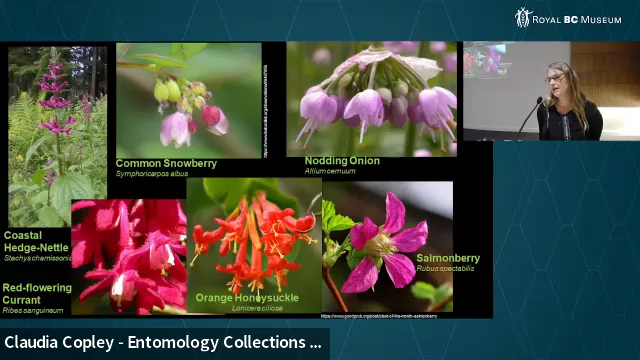 ROYAL BC MUSEUM
Common Snowberry
Symphoricarpos albus
Nodding Onion
Allium cernuum
Coastal
Hedge-Nettle
Stachys chamissonis
Salmonberry
Rubus spectabilis
Red-flowering
Currant
Ribes sanguineum
Orange Honeysuckle
Lonicera ciliosa
Claudia Copley - Entomology Collections ...